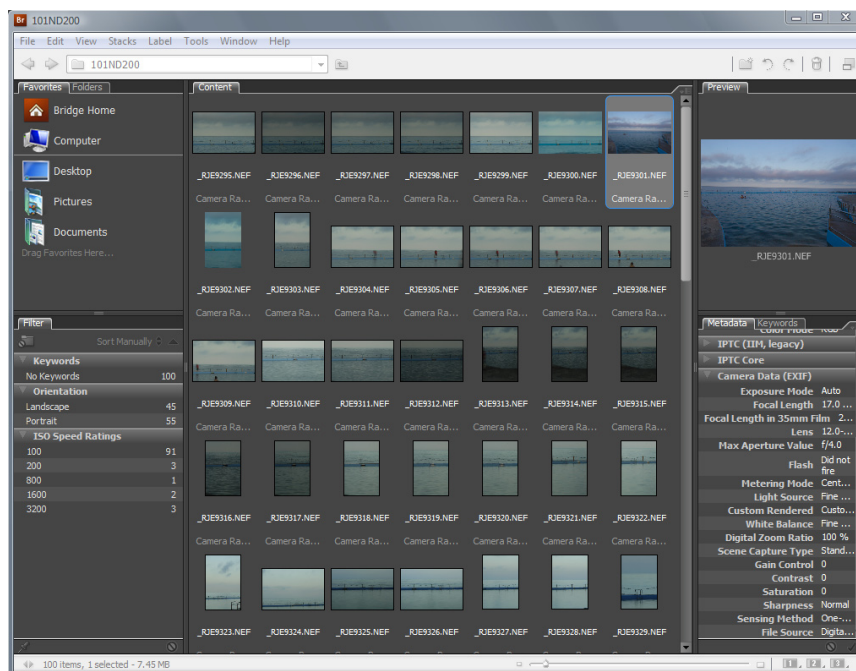 Br 101ND200
File Edit View Stacks Label Tools Window Help
101ND200
Favorites Folders
Bridge Home
Computer
Desktop
Pictures
Documents
Drag Favorites Here...
Filter
Sort Manually
Keywords
No Keywords 100
Orientation
Landscape 45
Portrait 55
ISO Speed Ratings
100 91
200 3
800 1
1600 2
3200 3
Content
_RJE9295.NEF _RJE9296.NEF _RJE9297.NEF _RJE9298.NEF _RJE9299.NEF _RJE9300.NEF _RJE9301.NEF
Camera Ra... Camera Ra... Camera Ra... Camera Ra... Camera Ra... Camera Ra... Camera Ra...
_RJE9302.NEF _RJE9303.NEF _RJE9304.NEF _RJE9305.NEF _RJE9306.NEF _RJE9307.NEF _RJE9308.NEF
Camera Ra... Camera Ra... Camera Ra... Camera Ra... Camera Ra... Camera Ra... Camera Ra...
_RJE9309.NEF _RJE9310.NEF _RJE9311.NEF _RJE9312.NEF _RJE9313.NEF _RJE9314.NEF _RJE9315.NEF
Camera Ra... Camera Ra... Camera Ra... Camera Ra... Camera Ra... Camera Ra... Camera Ra...
_RJE9316.NEF _RJE9317.NEF _RJE9318.NEF _RJE9319.NEF _RJE9320.NEF _RJE9321.NEF _RJE9322.NEF
Camera Ra... Camera Ra... Camera Ra... Camera Ra... Camera Ra... Camera Ra... Camera Ra...
_RJE9323.NEF _RJE9324.NEF _RJE9325.NEF _RJE9326.NEF _RJE9327.NEF _RJE9328.NEF _RJE9329.NEF
Preview
_RJE9301.NEF
Metadata Keywords
Color Mode RGB
IPTC (IIM, legacy)
IPTC Core
Camera Data (EXIF)
Exposure Mode Auto
Focal Length 17.0 ...
Focal Length in 35mm Film 2...
Lens 12.0-...
Max Aperture Value f/4.0
Flash Did not
fire
Metering Mode Cent...
Light Source Fine ...
Custom Rendered Custo...
White Balance Fine ...
Digital Zoom Ratio 100 %
Scene Capture Type Stand...
Gain Control 0
Contrast 0
Saturation 0
Sharpness Normal
Sensing Method One-...
File Source Digita...
100 items, 1 selected - 7.45 MB
1 2 3